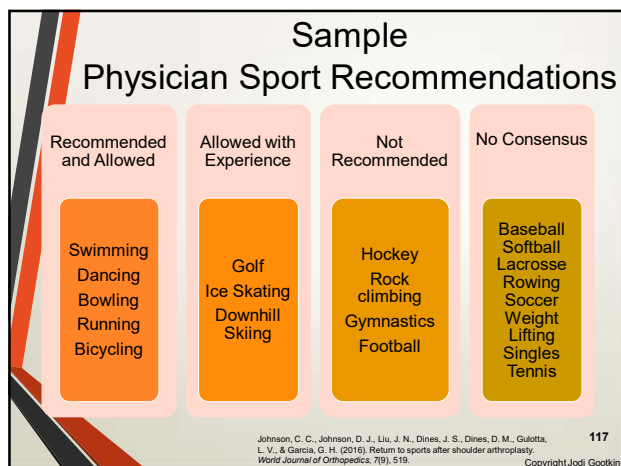 Sample
Physician Sport Recommendations
Recommended
and Allowed
Swimming
Dancing
Bowling
Running
Bicycling
Allowed with
Experience
Golf
Ice Skating
Downhill
Skiing
Not
Recommended
Hockey
Rock
climbing
Gymnastics
Football
No Consensus
Baseball
Softball
Lacrosse
Rowing
Soccer
Weight
Lifting
Singles
Tennis
Johnson, C. C., Johnson, D. J., Liu, J. N., Dines, J. S., Dines, D. M., Gulotta,
L. V., & Garcia, G. H. (2016). Return to sports after shoulder arthroplasty.
World Journal of Orthopedics, 7(9), 519.
117
Copyright Jodi Gootkin